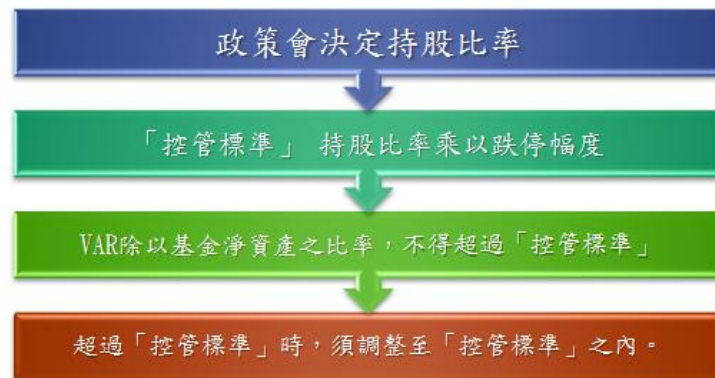 政策會決定持股比率
「控管標準」 持股比率乘以跌停幅度
VAR除以基金淨資產之比率，不得超過「控管標準」
超過「控管標準」時，須調整至「控管標準」之內。